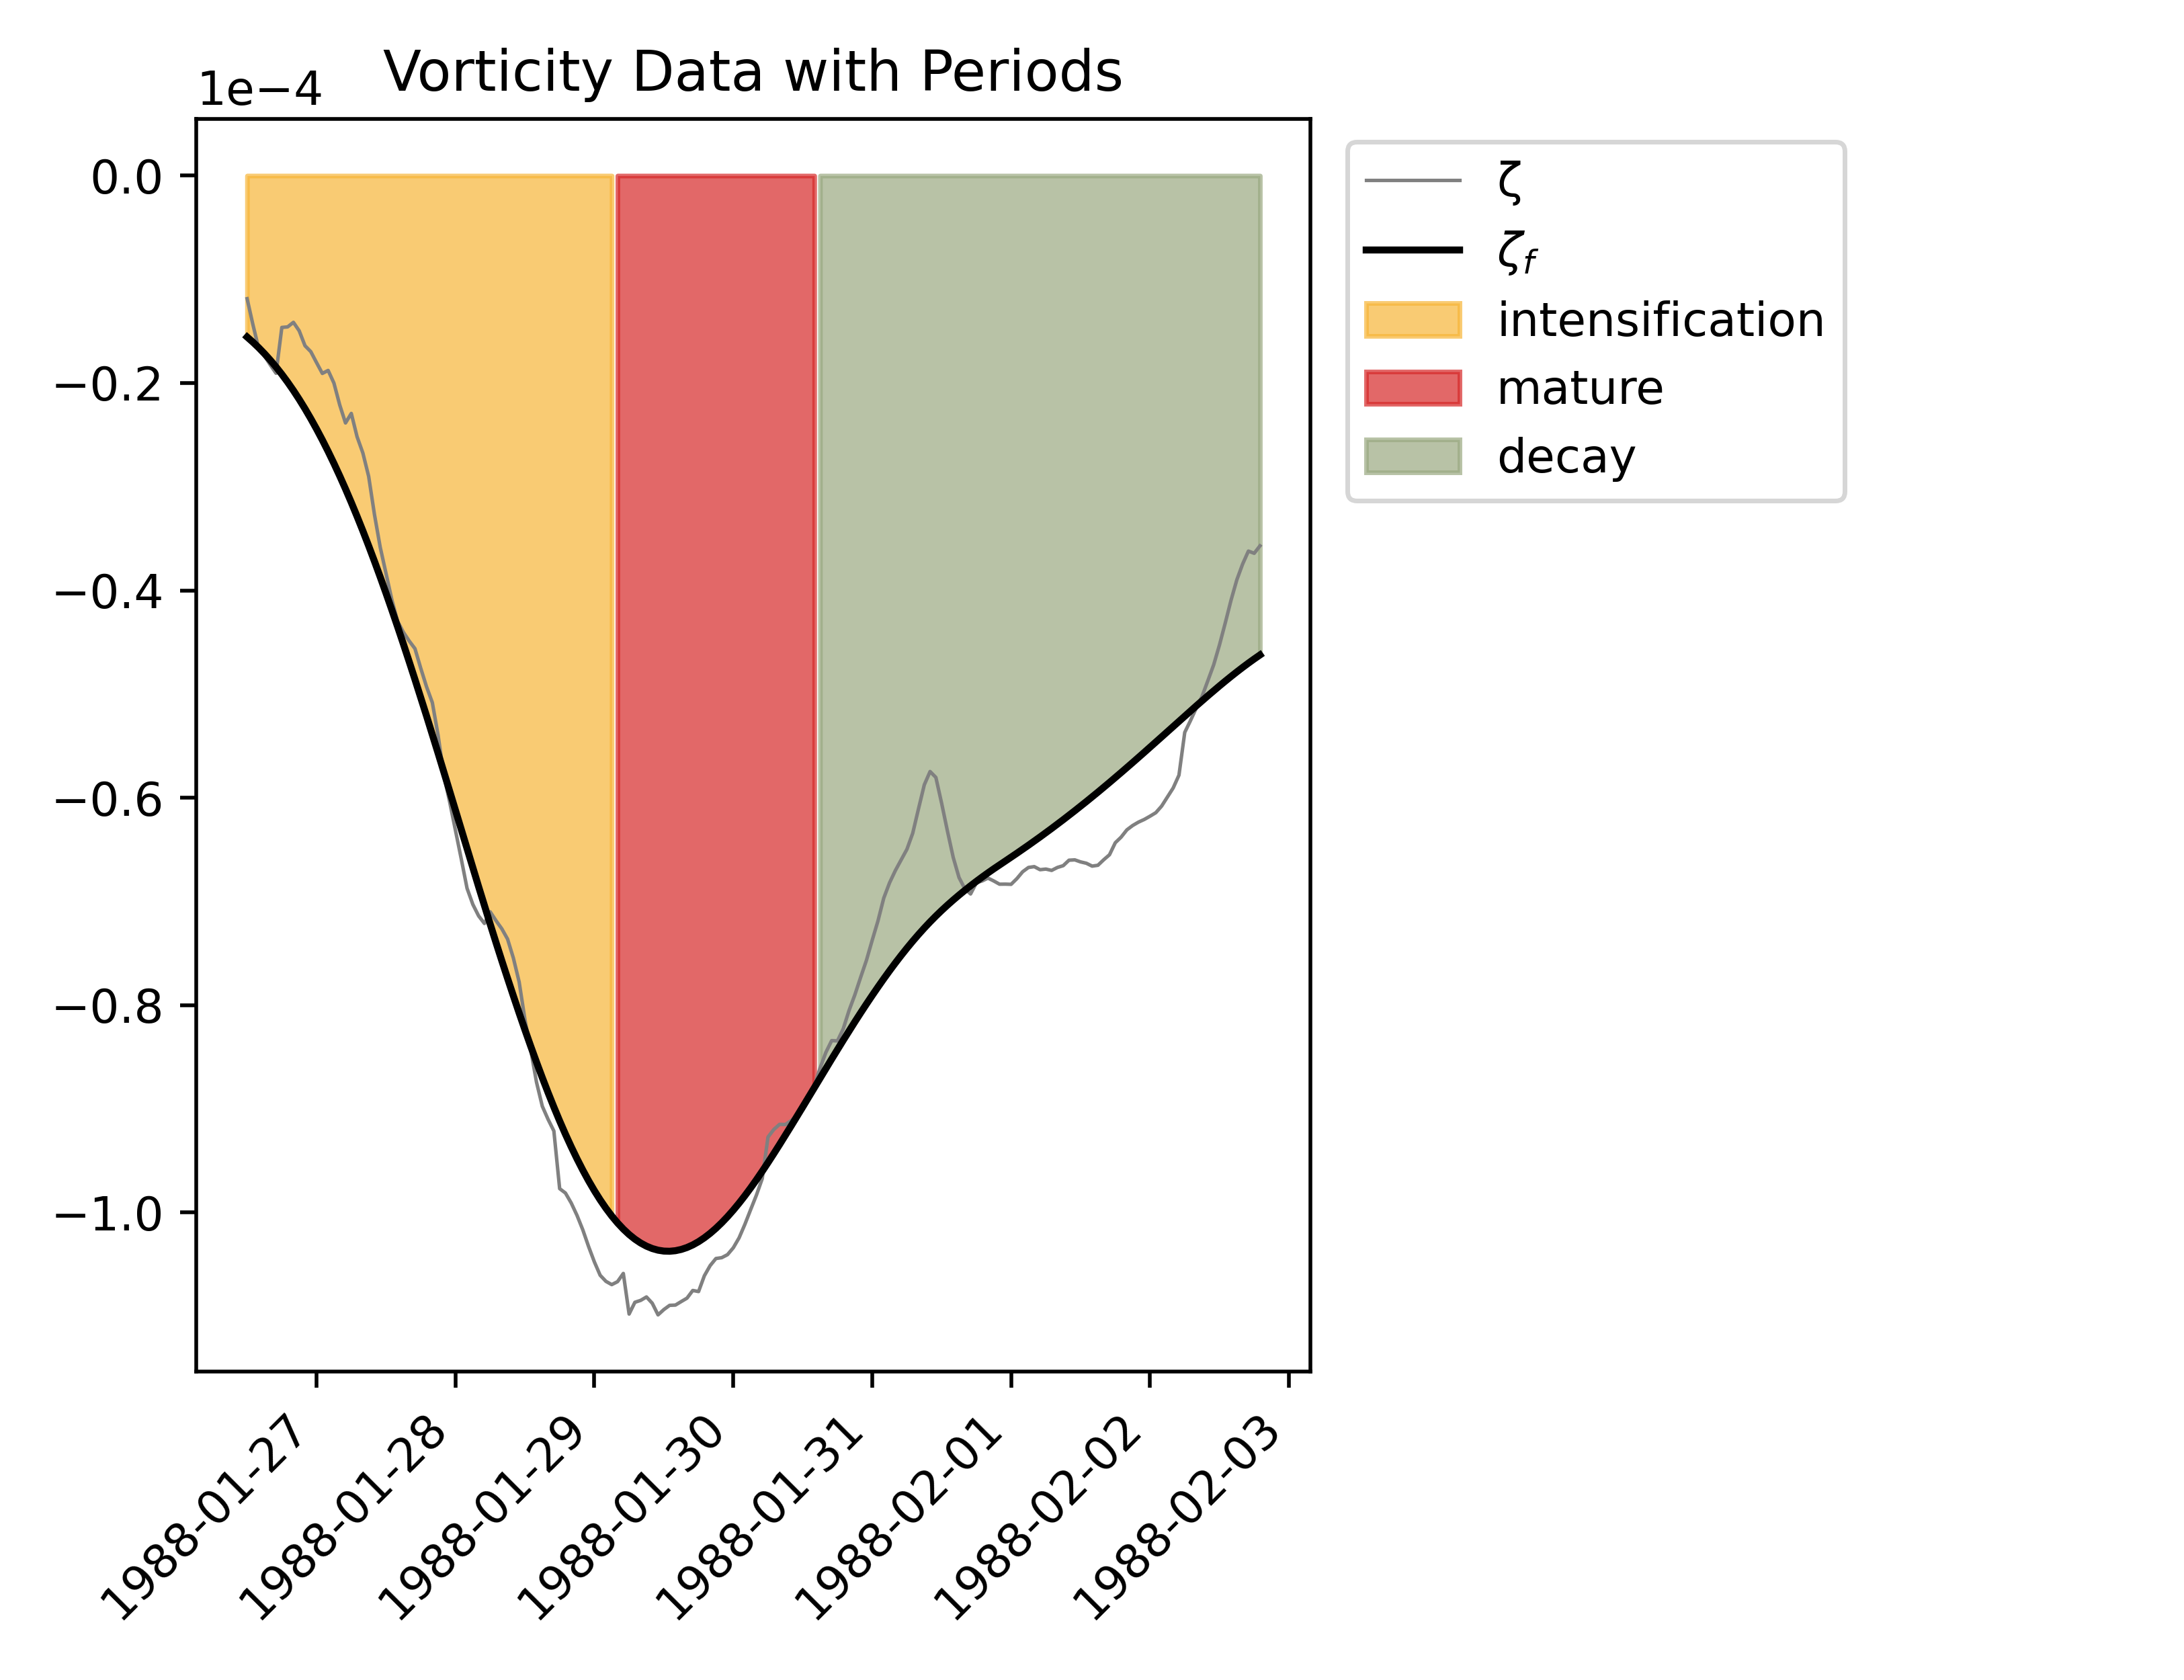 Vorticity Data with Periods
1e−4
0.0
−0.2
−0.4
−0.6
−0.8
−1.0
1988-01-27
1988-01-28
1988-01-29
1988-01-30
1988-01-31
1988-02-01
1988-02-02
1988-02-03
ζ
ζf
intensification
mature
decay